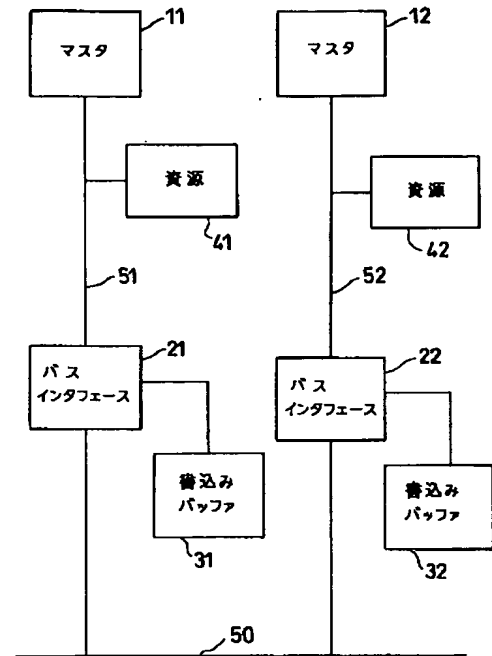 11
マスタ
12
マスタ
資源
41
資源
42
51
52
21
バス
インタフェース
22
バス
インタフェース
書込み
バッファ
31
書込み
バッファ
32
50